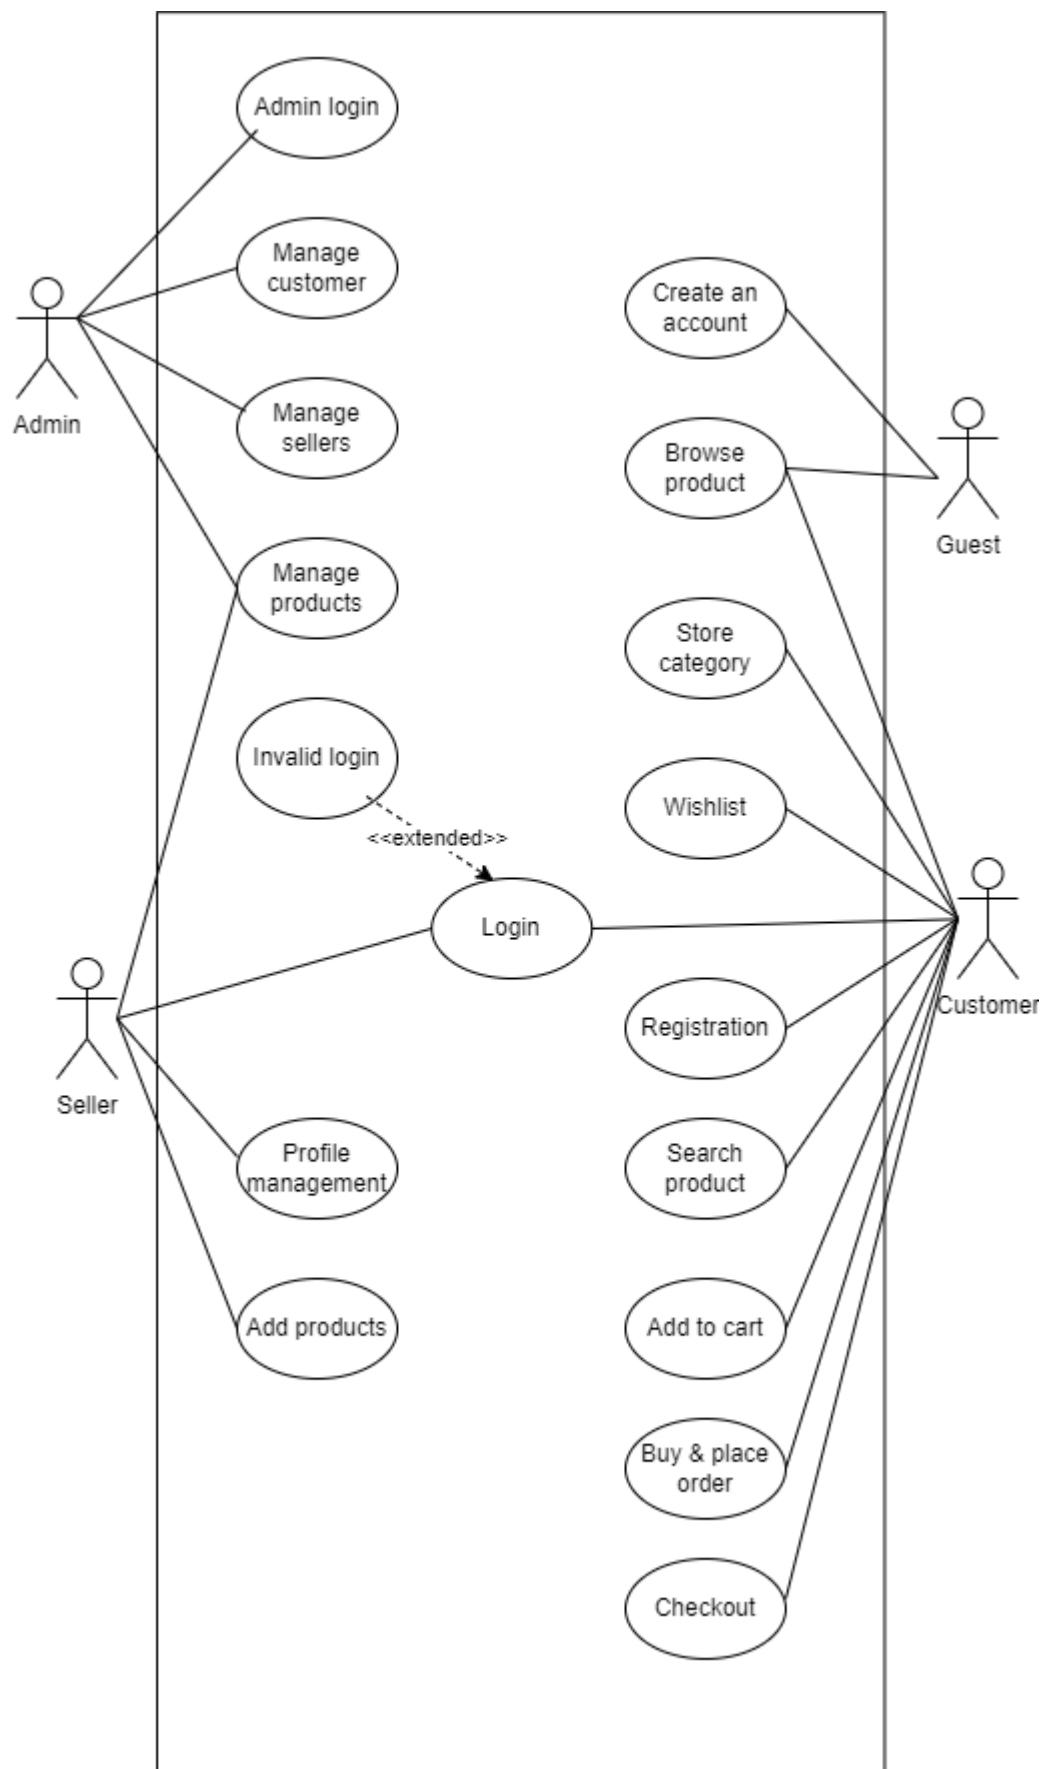 Admin login
Manage
customer
Create an
account
Admin
Manage
sellers
Browse
product
Guest
Manage
products
Store
category
Invalid login
Wishlist
<<extended>>
Login
Customer
Registration
Seller
Profile
management
Search
product
Add products
Add to cart
Buy & place
order
Checkout